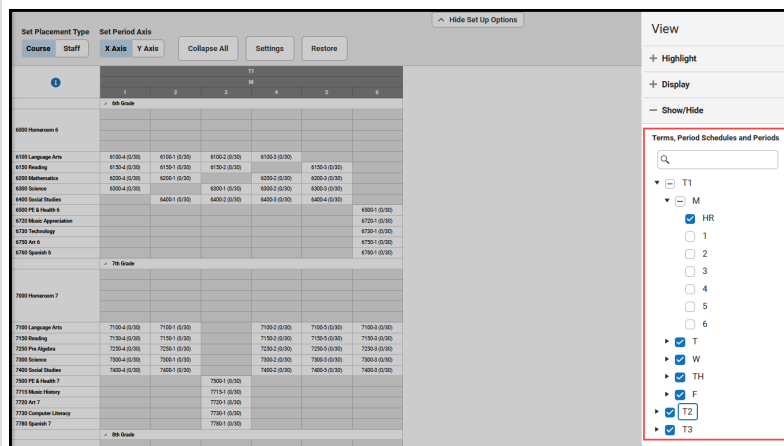 Hide Set Up Options
Set Placement Type Set Period Axis
Course Staff X Axis Y Axis Collapse All Settings Restore
T1
M
1 2 3 4 5 6
6th Grade
6000 Homeroom 6
6100 Language Arts 6100-4 (0/30) 6100-1 (0/30) 6100-2 (0/30) 6100-3 (0/30)
6150 Reading 6150-4 (0/30) 6150-1 (0/30) 6150-2 (0/30) 6150-3 (0/30)
6200 Mathematics 6200-4 (0/30) 6200-1 (0/30) 6200-2 (0/30) 6200-3 (0/30)
6300 Science 6300-4 (0/30) 6300-1 (0/30) 6300-2 (0/30) 6300-3 (0/30)
6400 Social Studies 6400-1 (0/30) 6400-2 (0/30) 6400-3 (0/30) 6400-4 (0/30)
6500 PE & Health 6 6500-1 (0/30)
6720 Music Appreciation 6720-1 (0/30)
6730 Technology 6730-1 (0/30)
6750 Art 6 6750-1 (0/30)
6760 Spanish 6 6760-1 (0/30)
7th Grade
7000 Homeroom 7
7100 Language Arts 7100-4 (0/30) 7100-1 (0/30) 7100-2 (0/30) 7100-5 (0/30) 7100-3 (0/30)
7150 Reading 7150-4 (0/30) 7150-1 (0/30) 7150-2 (0/30) 7150-5 (0/30) 7150-3 (0/30)
7250 Pre Algebra 7250-4 (0/30) 7250-1 (0/30) 7250-2 (0/30) 7250-5 (0/30) 7250-3 (0/30)
7300 Science 7300-4 (0/30) 7300-1 (0/30) 7300-2 (0/30) 7300-5 (0/30) 7300-3 (0/30)
7400 Social Studies 7400-4 (0/30) 7400-1 (0/30) 7400-2 (0/30) 7400-5 (0/30) 7400-3 (0/30)
7500 PE & Health 7 7500-1 (0/30)
7715 Music History 7715-1 (0/30)
7720 Art 7 7720-1 (0/30)
7730 Computer Literacy 7730-1 (0/30)
7780 Spanish 7 7780-1 (0/30)
8th Grade
View
Highlight
Display
Show/Hide
Terms, Period Schedules and Periods
T1
M
HR
1
2
3
4
5
6
T
W
TH
F
T2
T3